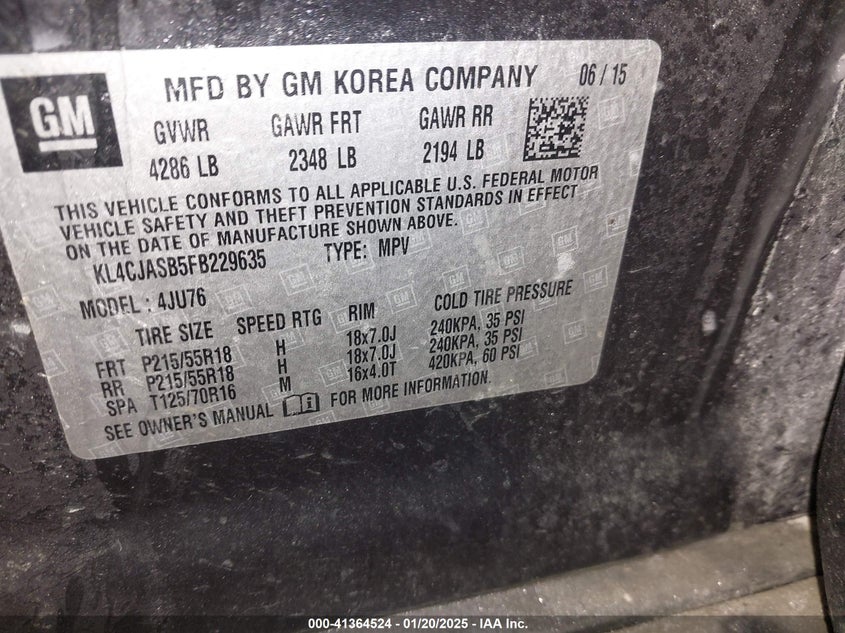 GM
MFD BY GM KOREA COMPANY 06 / 15
GVWR GAWR FRT GAWR RR
4286 LB 2348 LB 2194 LB
THIS VEHICLE CONFORMS TO ALL APPLICABLE U.S. FEDERAL MOTOR
VEHICLE SAFETY AND THEFT PREVENTION STANDARDS IN EFFECT
ON THE DATE OF MANUFACTURE SHOWN ABOVE.
KL4CJASB5FB229635 TYPE: MPV
MODEL : 4JU76
TIRE SIZE SPEED RTG RIM COLD TIRE PRESSURE
FRT P215/55R18 H 18x7.0J 240KPA, 35 PSI
RR P215/55R18 H 18x7.0J 240KPA, 35 PSI
SPA T125/70R16 M 16x4.0T 420KPA, 60 PSI
SEE OWNER'S MANUAL FOR MORE INFORMATION.
000-41364524 - 01/20/2025 - IAA Inc.